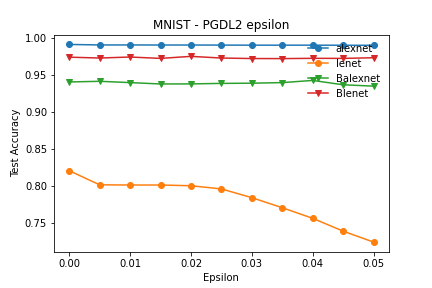 MNIST - PGDL2 epsilon
1.00
0.95
0.90
0.85
0.80
0.75
Test Accuracy
alexnet
lenet
Balexnet
Blenet
0.00
0.01
0.02
0.03
0.04
0.05
Epsilon